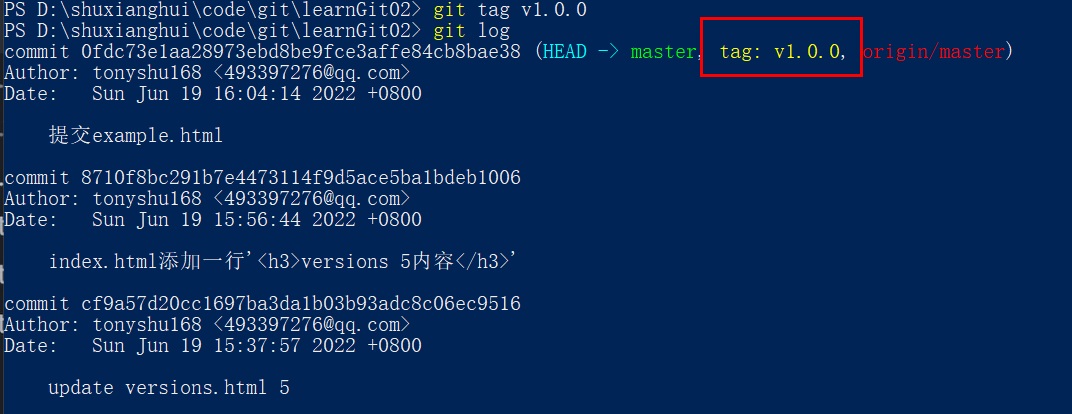 PS D:\shuxianghui\code\git\learnGit02> git tag v1.0.0
PS D:\shuxianghui\code\git\learnGit02> git log
commit 0fdc73e1aa28973ebd8be9fce3affe84cb8bae38 (HEAD -> master, tag: v1.0.0, origin/master)
Author: tonyshu168 <493397276@qq.com>
Date:   Sun Jun 19 16:04:14 2022 +0800
提交example.html
commit 8710f8bc291b7e4473114f9d5ace5ba1bdeb1006
Author: tonyshu168 <493397276@qq.com>
Date:   Sun Jun 19 15:56:44 2022 +0800
index.html添加一行'<h3>versions 5内容</h3>'
commit cf9a57d20cc1697ba3da1b03b93adc8c06ec9516
Author: tonyshu168 <493397276@qq.com>
Date:   Sun Jun 19 15:37:57 2022 +0800
update versions.html 5